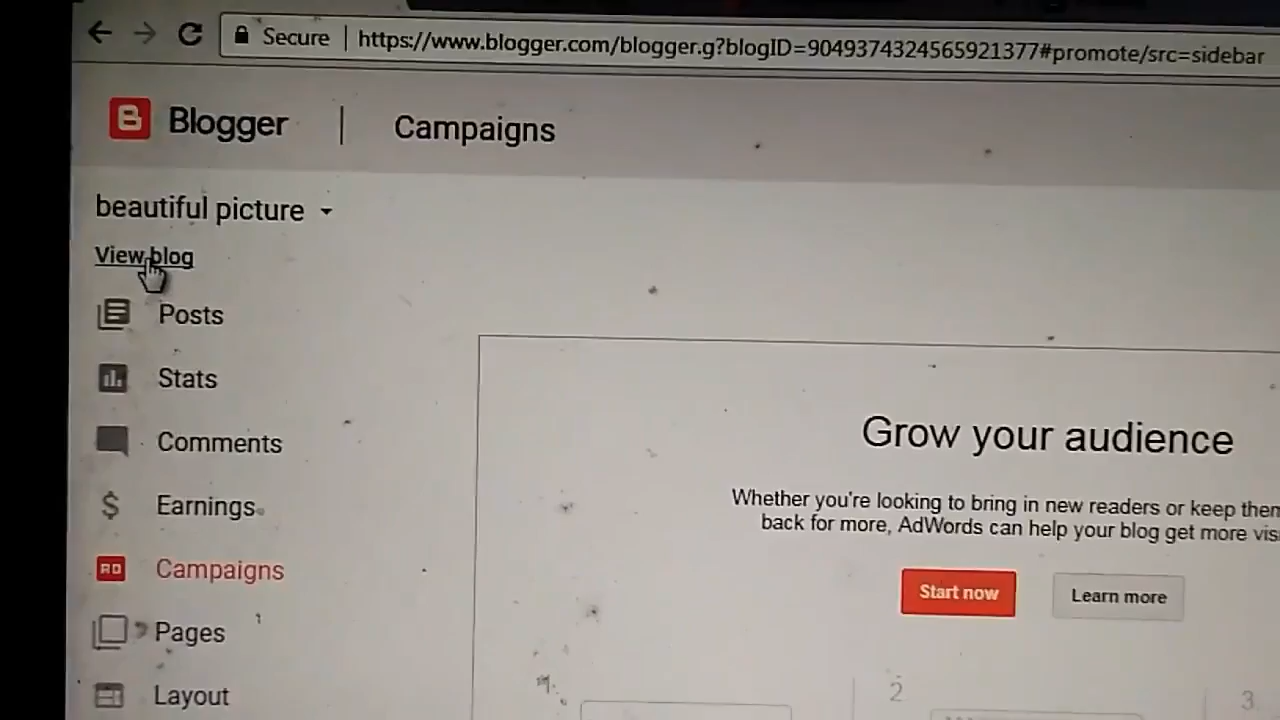 Secure | https://www.blogger.com/blogger.g?blogID=9049374324565921377#promote/src=sidebar
Blogger | Campaigns
beautiful picture
View blog
Posts
Stats
Comments
Earnings
Campaigns
Pages
Layout
Grow your audience
Whether you're looking to bring in new readers or keep them
back for more, AdWords can help your blog get more vis
Start now
Learn more
1
2
3